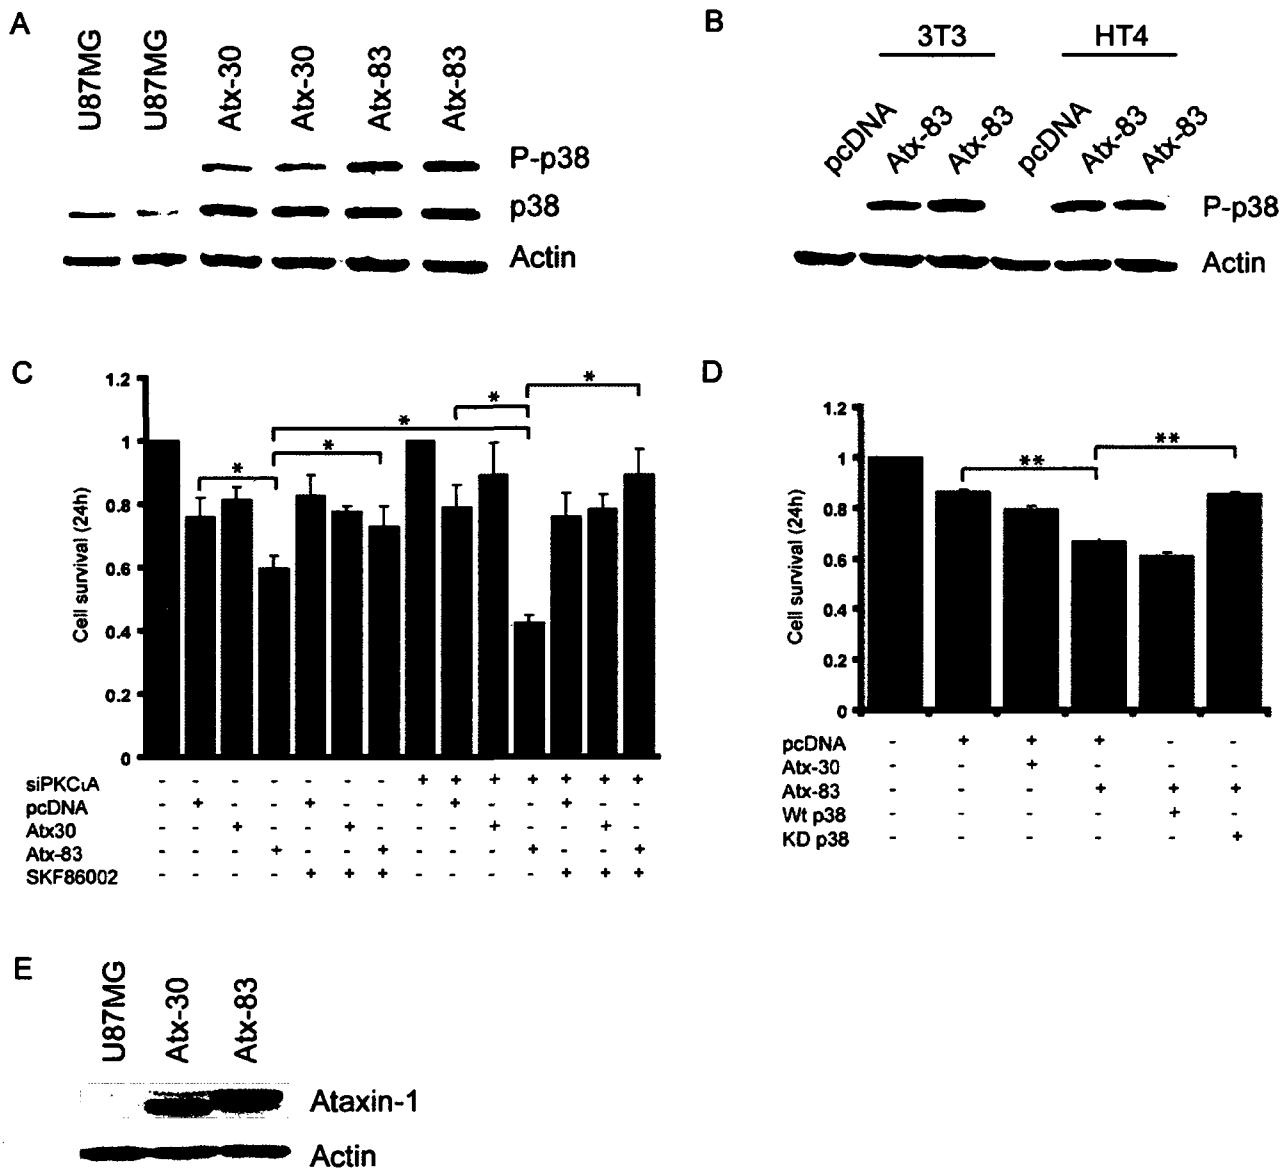 A
U87MG U87MG Atx-30 Atx-30 Atx-83 Atx-83
P-p38
p38
Actin
B
3T3 HT4
pcDNA Atx-83 Atx-83 pcDNA Atx-83 Atx-83
P-p38
Actin
C
Cell survival (24h)
1.2
1
0.8
0.6
0.4
0.2
0
* * * * *
siPKCιA - - - - - - - + + + + + + +
pcDNA - + - - + - - - + - - + - -
Atx30 - - + - - + - - - + - - + -
Atx-83 - - - + - - + - - - + - - +
SKF86002 - - - - + + + - - - - + + +
D
Cell survival (24h)
1.2
1
0.8
0.6
0.4
0.2
0
** **
pcDNA - + + + - -
Atx-30 - - + - - -
Atx-83 - - - + + +
Wt p38 - - - - + -
KD p38 - - - - - +
E
U87MG Atx-30 Atx-83
Ataxin-1
Actin